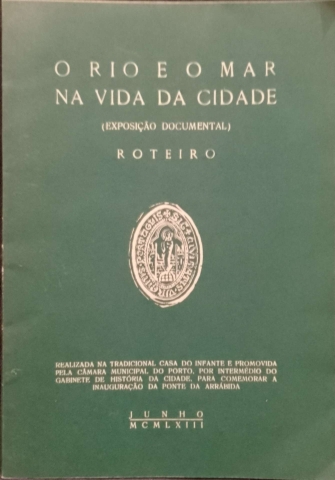 O RIO E O MAR
NA VIDA DA CIDADE
(EXPOSIÇÃO DOCUMENTAL)
ROTEIRO
REALIZADA NA TRADICIONAL CASA DO INFANTE E PROMOVIDA
PELA CÂMARA MUNICIPAL DO PORTO, POR INTERMÉDIO DO
GABINETE DE HISTÓRIA DA CIDADE, PARA COMEMORAR A
INAUGURAÇÃO DA PONTE DA ARRÁBIDA
JUNHO
MCMLXIII